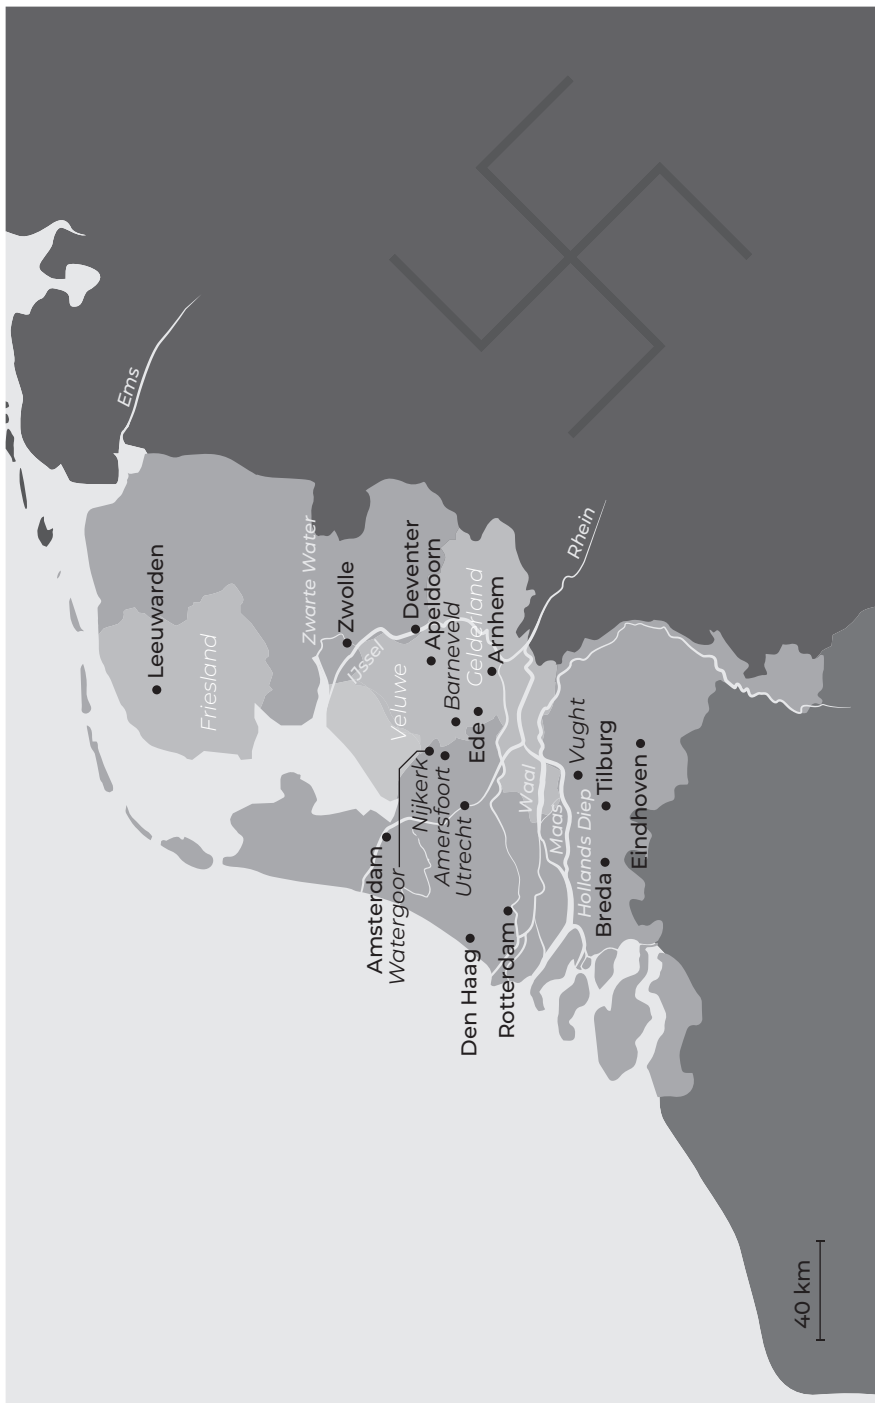 Ems
Leeuwarden
Friesland
Zwarte Water
Zwolle
IJssel
Deventer
Apeldoorn
Veluwe
Barneveld
Gelderland
Arnhem
Rhein
Ede
Nijkerk
Amersfoort
Utrecht
Amsterdam
Watergoor
Den Haag
Rotterdam
Waal
Maas
Hollands Diep
Vught
Tilburg
Breda
Eindhoven
40 km